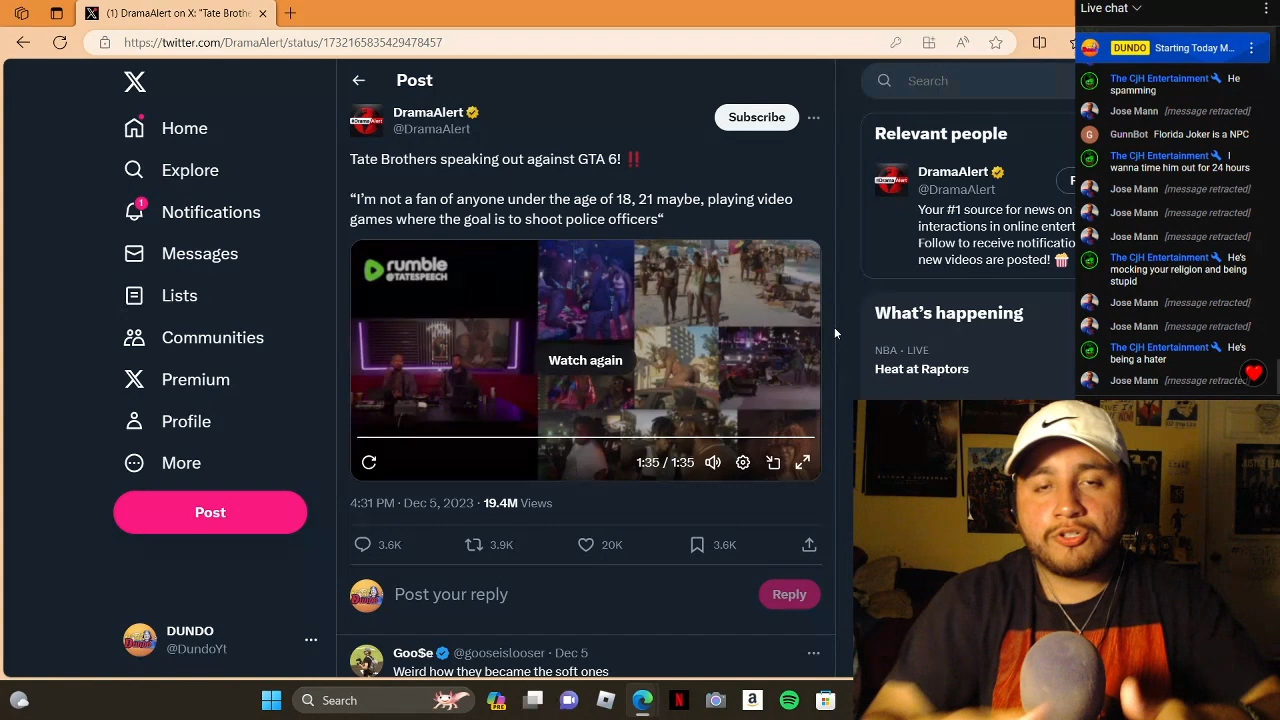 (1) DramaAlert on X: "Tate Brothe
https://twitter.com/DramaAlert/status/1732165835429478457
Home
Explore
1
Notifications
Messages
Lists
Communities
Premium
Profile
More
Post
DUNDO
@DundoYt
Post
DramaAlert
@DramaAlert
Subscribe
Tate Brothers speaking out against GTA 6! ‼️
“I’m not a fan of anyone under the age of 18, 21 maybe, playing video
games where the goal is to shoot police officers“
rumble
@TATESPEECH
Watch again
1:35 / 1:35
4:31 PM · Dec 5, 2023 · 19.4M Views
3.6K
3.9K
20K
3.6K
Post your reply
Reply
Goo$e @gooseislooser · Dec 5
Weird how they became the soft ones
Search
Relevant people
DramaAlert
@DramaAlert
Your #1 source for news on
interactions in online entert
Follow to receive notificatio
new videos are posted! 🍿
What’s happening
NBA · LIVE
Heat at Raptors
Live chat
DUNDO Starting Today M...
The CjH Entertainment He
spamming
Jose Mann [message retracted]
GunnBot Florida Joker is a NPC
The CjH Entertainment I
wanna time him out for 24 hours
Jose Mann [message retracted]
Jose Mann [message retracted]
Jose Mann [message retracted]
The CjH Entertainment He's
mocking your religion and being
stupid
Jose Mann [message retracted]
Jose Mann [message retracted]
The CjH Entertainment He's
being a hater
Jose Mann [message retracted]
Search
PRE